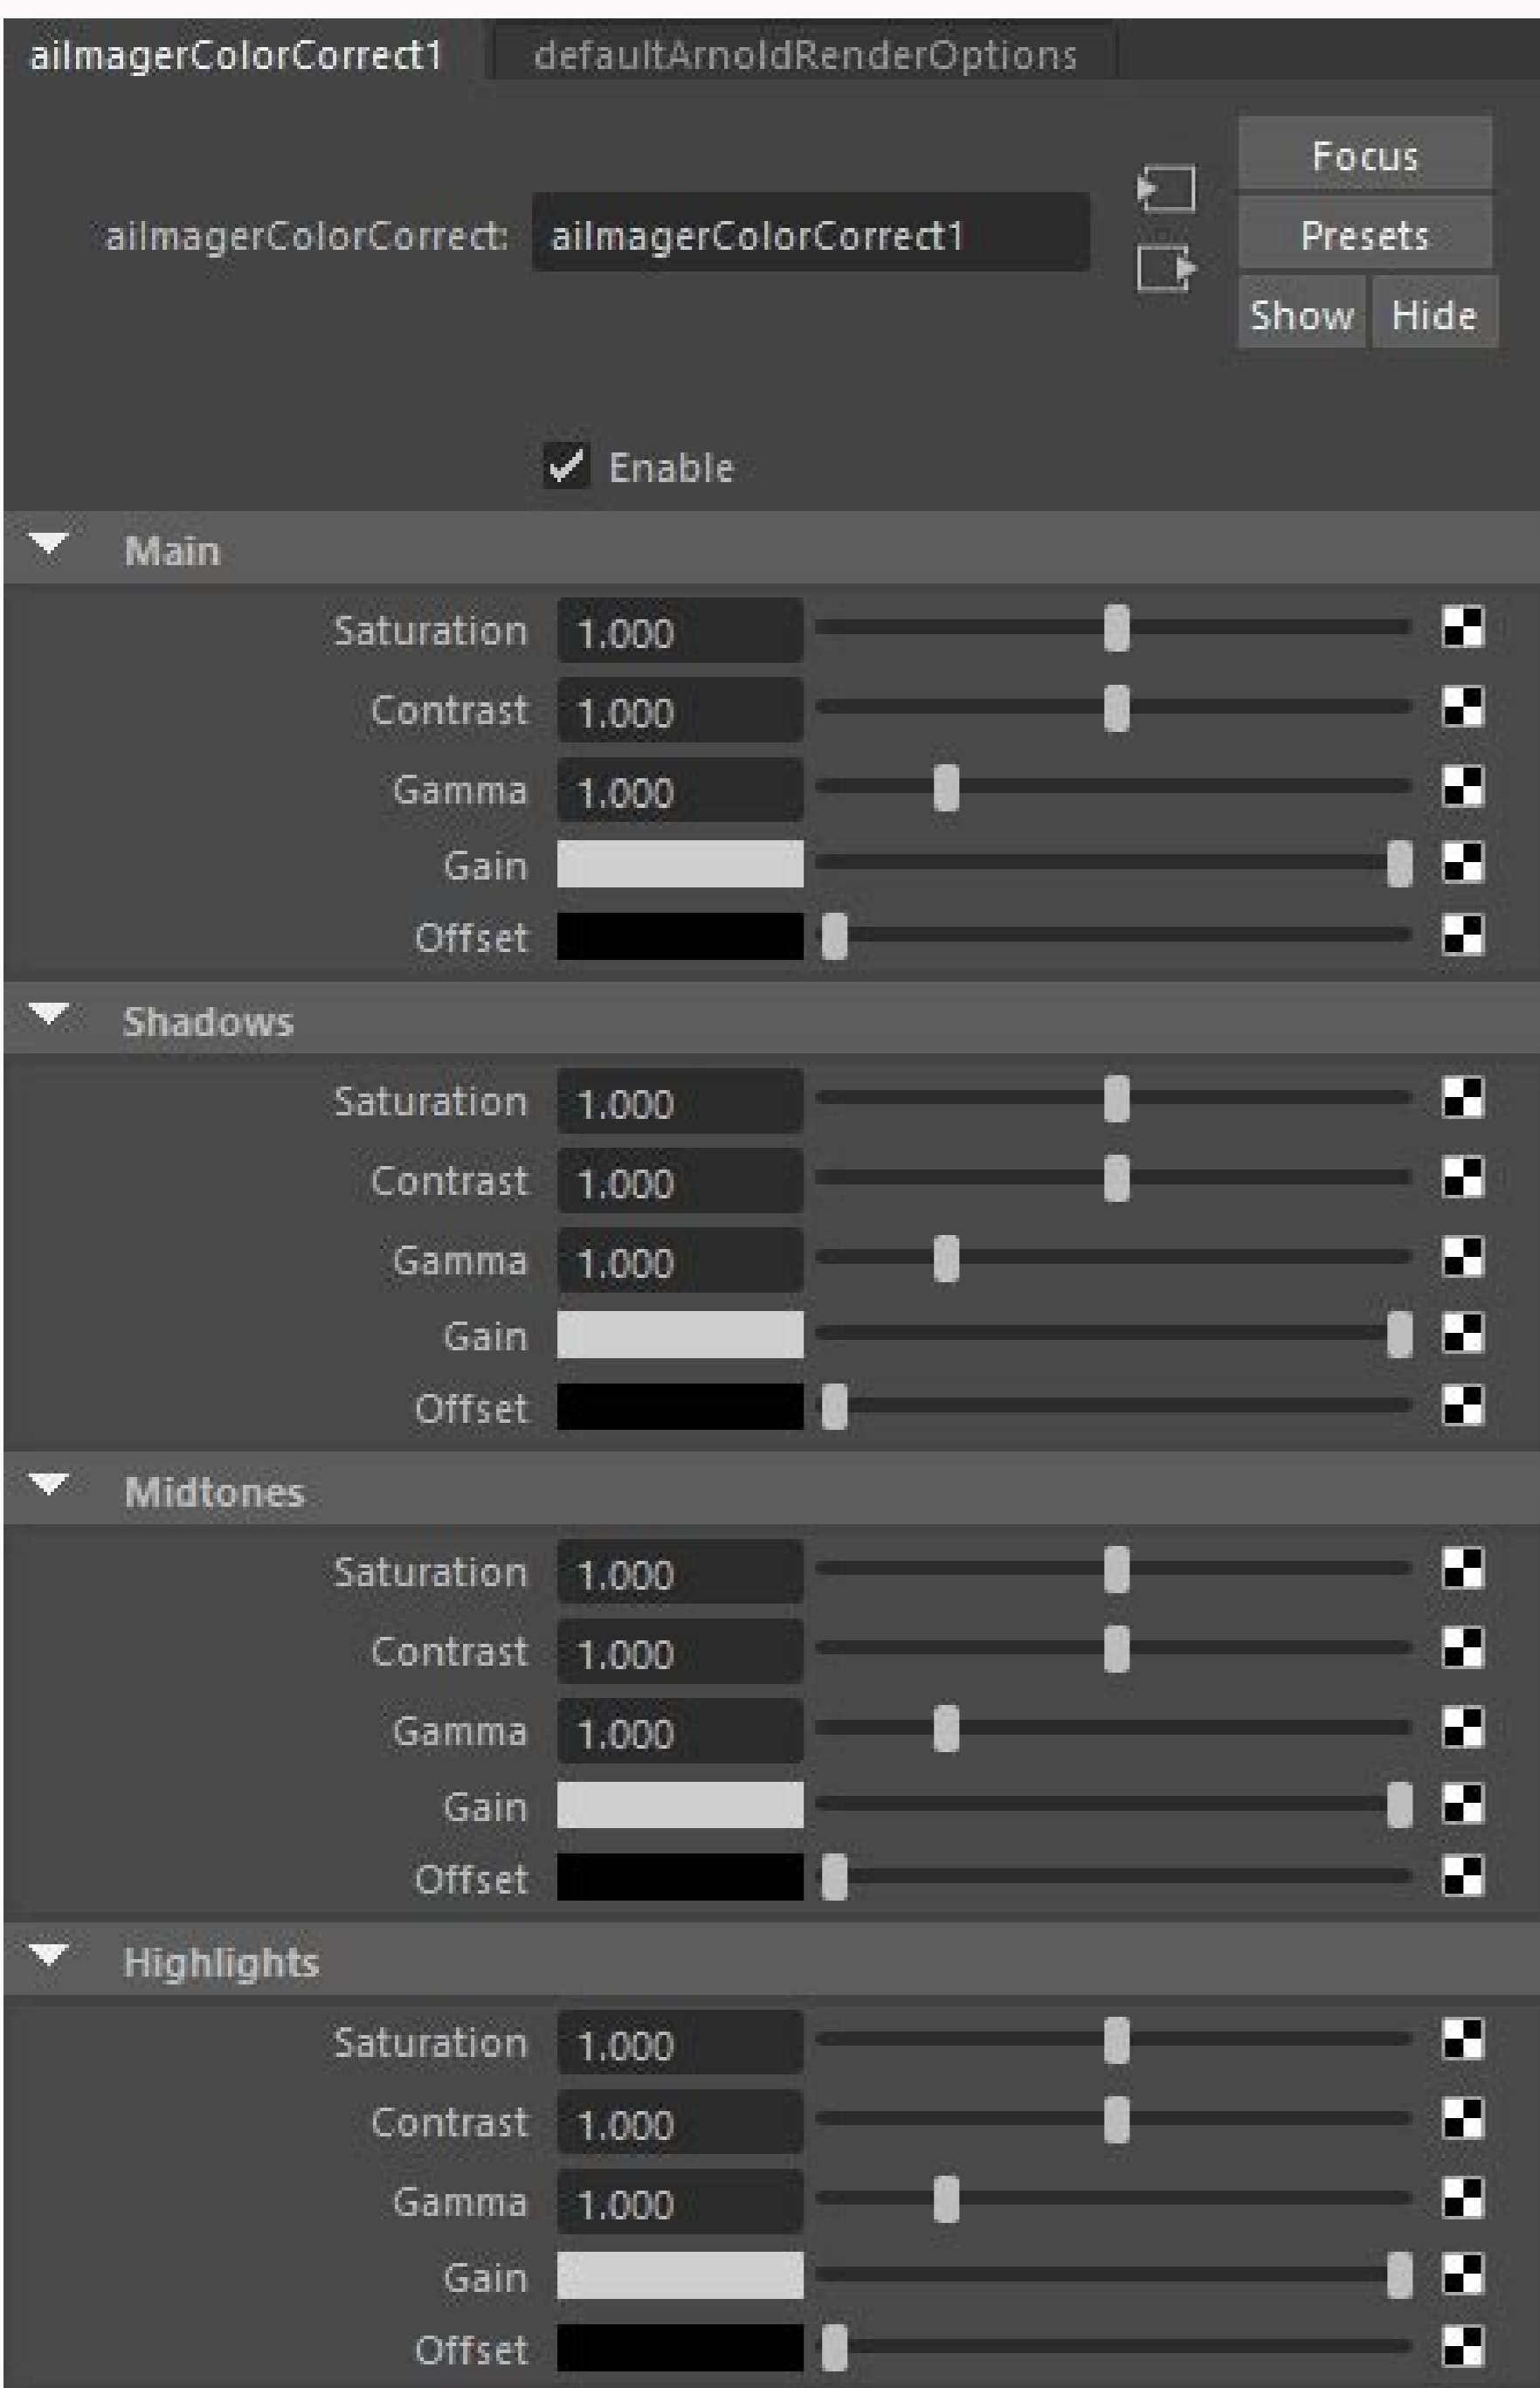 aiImagerColorCorrect1 defaultArnoldRenderOptions
Focus
aiImagerColorCorrect: aiImagerColorCorrect1 Presets
Show Hide
Enable
Main
Saturation 1.000
Contrast 1.000
Gamma 1.000
Gain
Offset
Shadows
Saturation 1.000
Contrast 1.000
Gamma 1.000
Gain
Offset
Midtones
Saturation 1.000
Contrast 1.000
Gamma 1.000
Gain
Offset
Highlights
Saturation 1.000
Contrast 1.000
Gamma 1.000
Gain
Offset